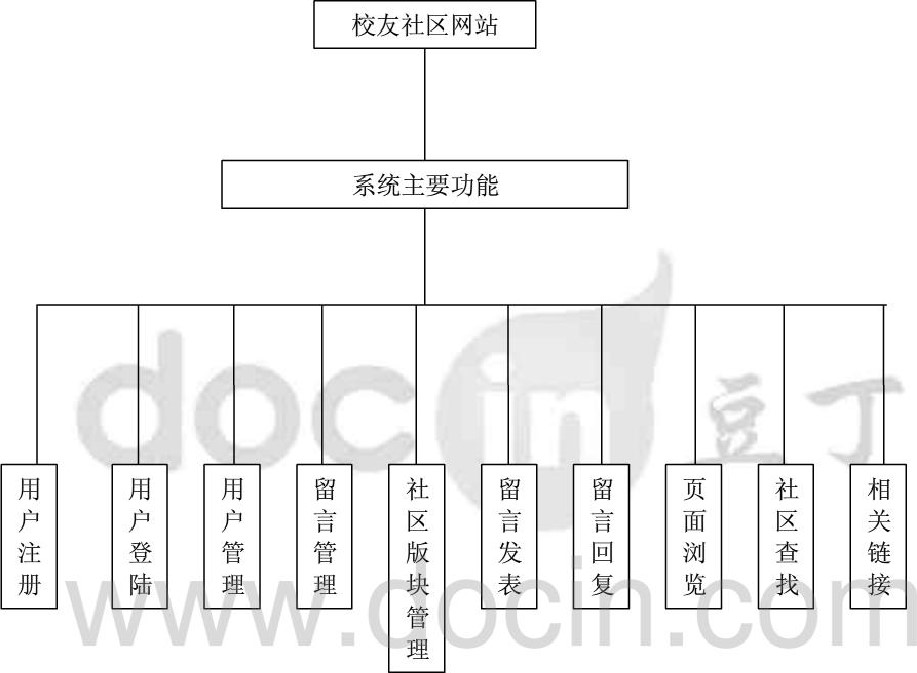 校友社区网站
系统主要功能
docin 豆丁
用户注册
用户登陆
用户管理
留言管理
社区版块管理
留言发表
留言回复
页面浏览
社区查找
相关链接
www.docin.com